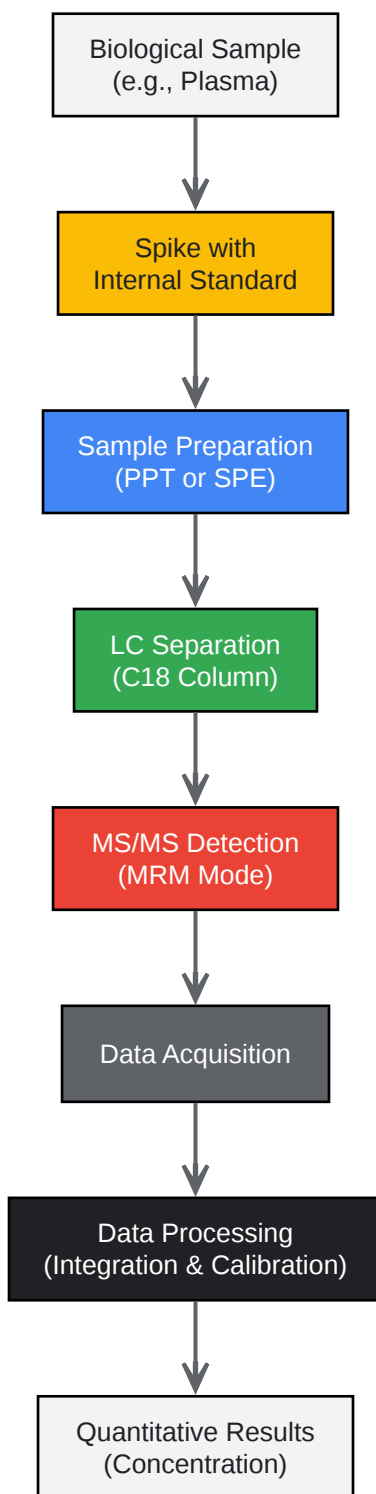 Biological Sample
(e.g., Plasma)
Spike with
Internal Standard
Sample Preparation
(PPT or SPE)
LC Separation
(C18 Column)
MS/MS Detection
(MRM Mode)
Data Acquisition
Data Processing
(Integration & Calibration)
Quantitative Results
(Concentration)